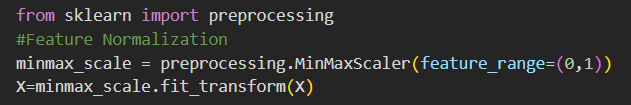 from sklearn import preprocessing
#Feature Normalization
minmax_scale = preprocessing.MinMaxScaler(feature_range=(0,1))
X=minmax_scale.fit_transform(X)